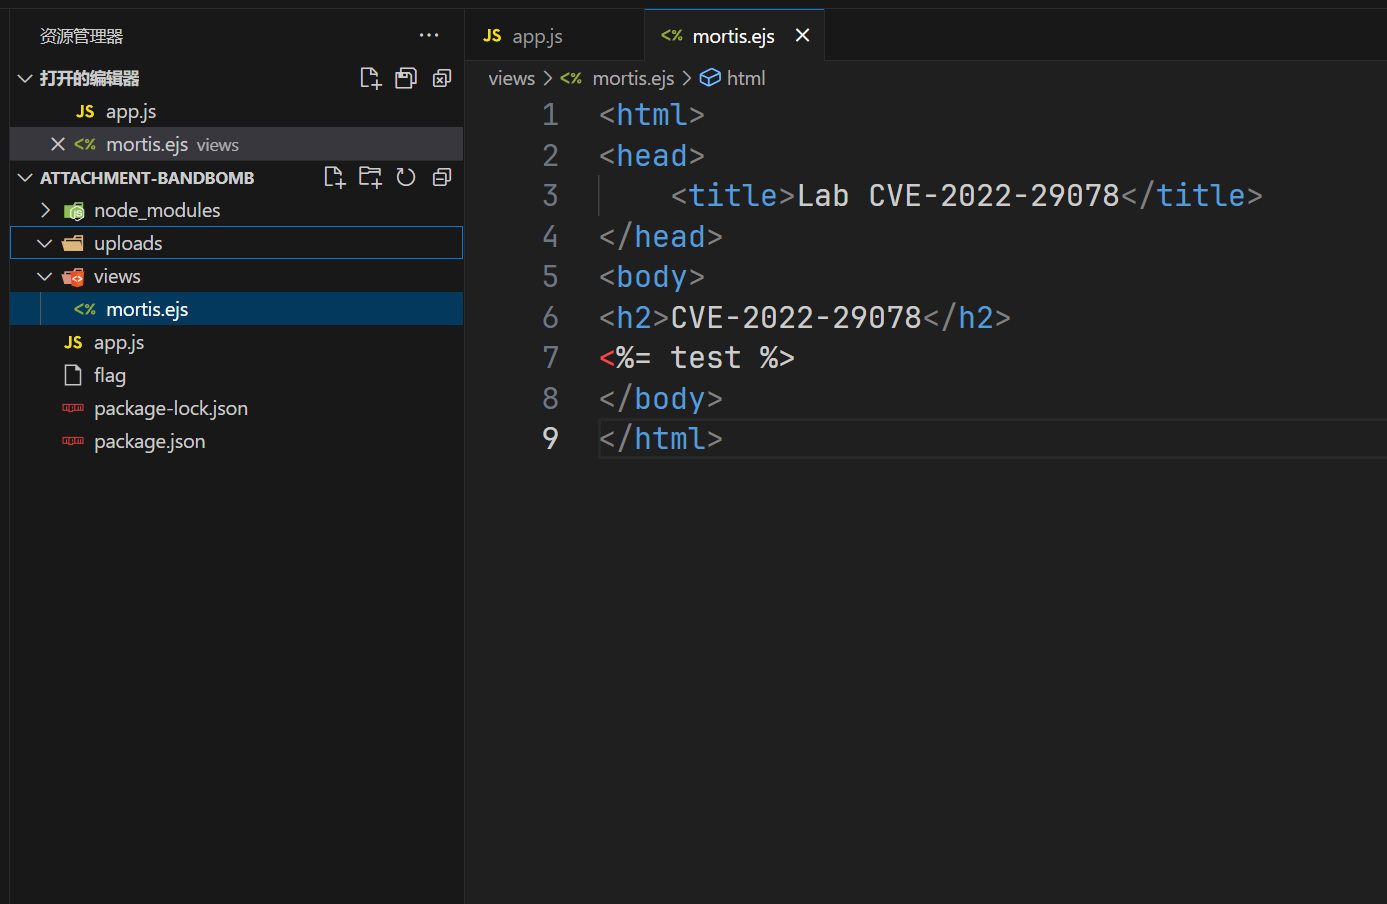 资源管理器
打开的编辑器
JS app.js
<% mortis.ejs views
ATTACHMENT-BANDBOMB
node_modules
uploads
views
<% mortis.ejs
JS app.js
flag
package-lock.json
package.json
JS app.js
<% mortis.ejs
views > <% mortis.ejs > html
1 <html>
2 <head>
3 <title>Lab CVE-2022-29078</title>
4 </head>
5 <body>
6 <h2>CVE-2022-29078</h2>
7 <%= test %>
8 </body>
9 </html>